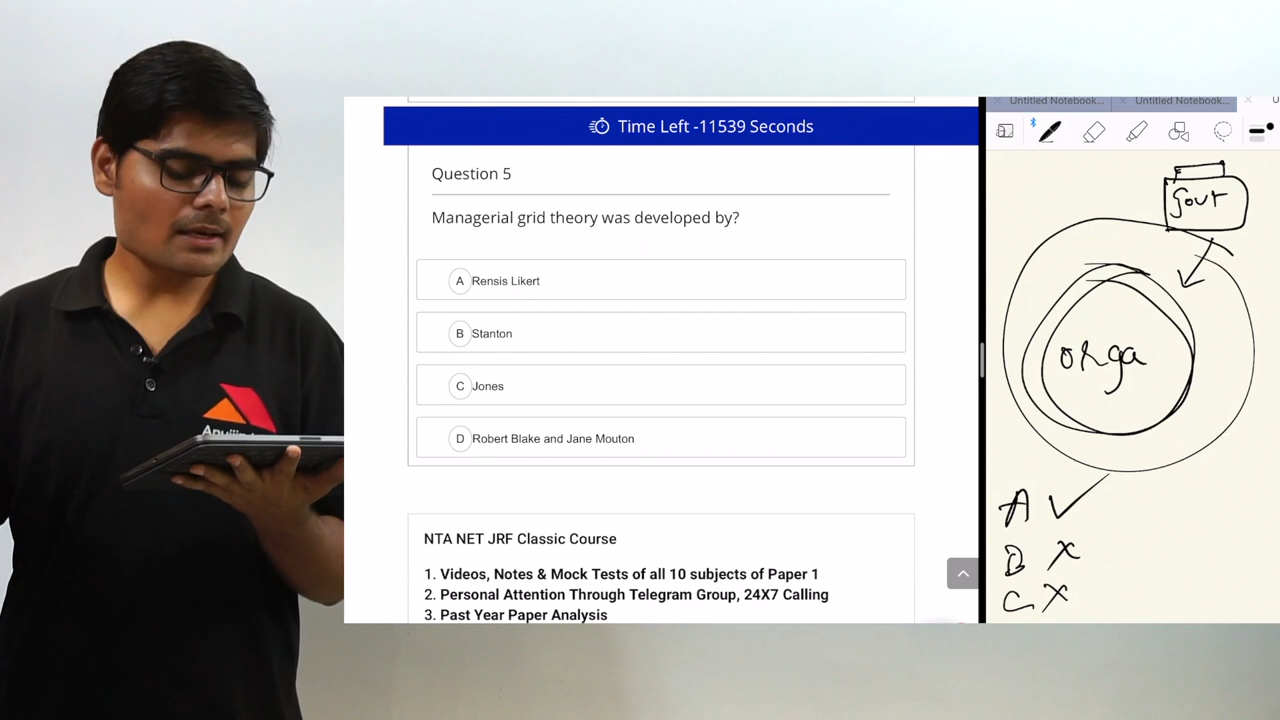 Time Left -11539 Seconds
Question 5
Managerial grid theory was developed by?
A Rensis Likert
B Stanton
C Jones
D Robert Blake and Jane Mouton
NTA NET JRF Classic Course
1. Videos, Notes & Mock Tests of all 10 subjects of Paper 1
2. Personal Attention Through Telegram Group, 24X7 Calling
3. Past Year Paper Analysis
Untitled Notebook... Untitled Notebook... U
Govt
orga
A ✓
B X
C X